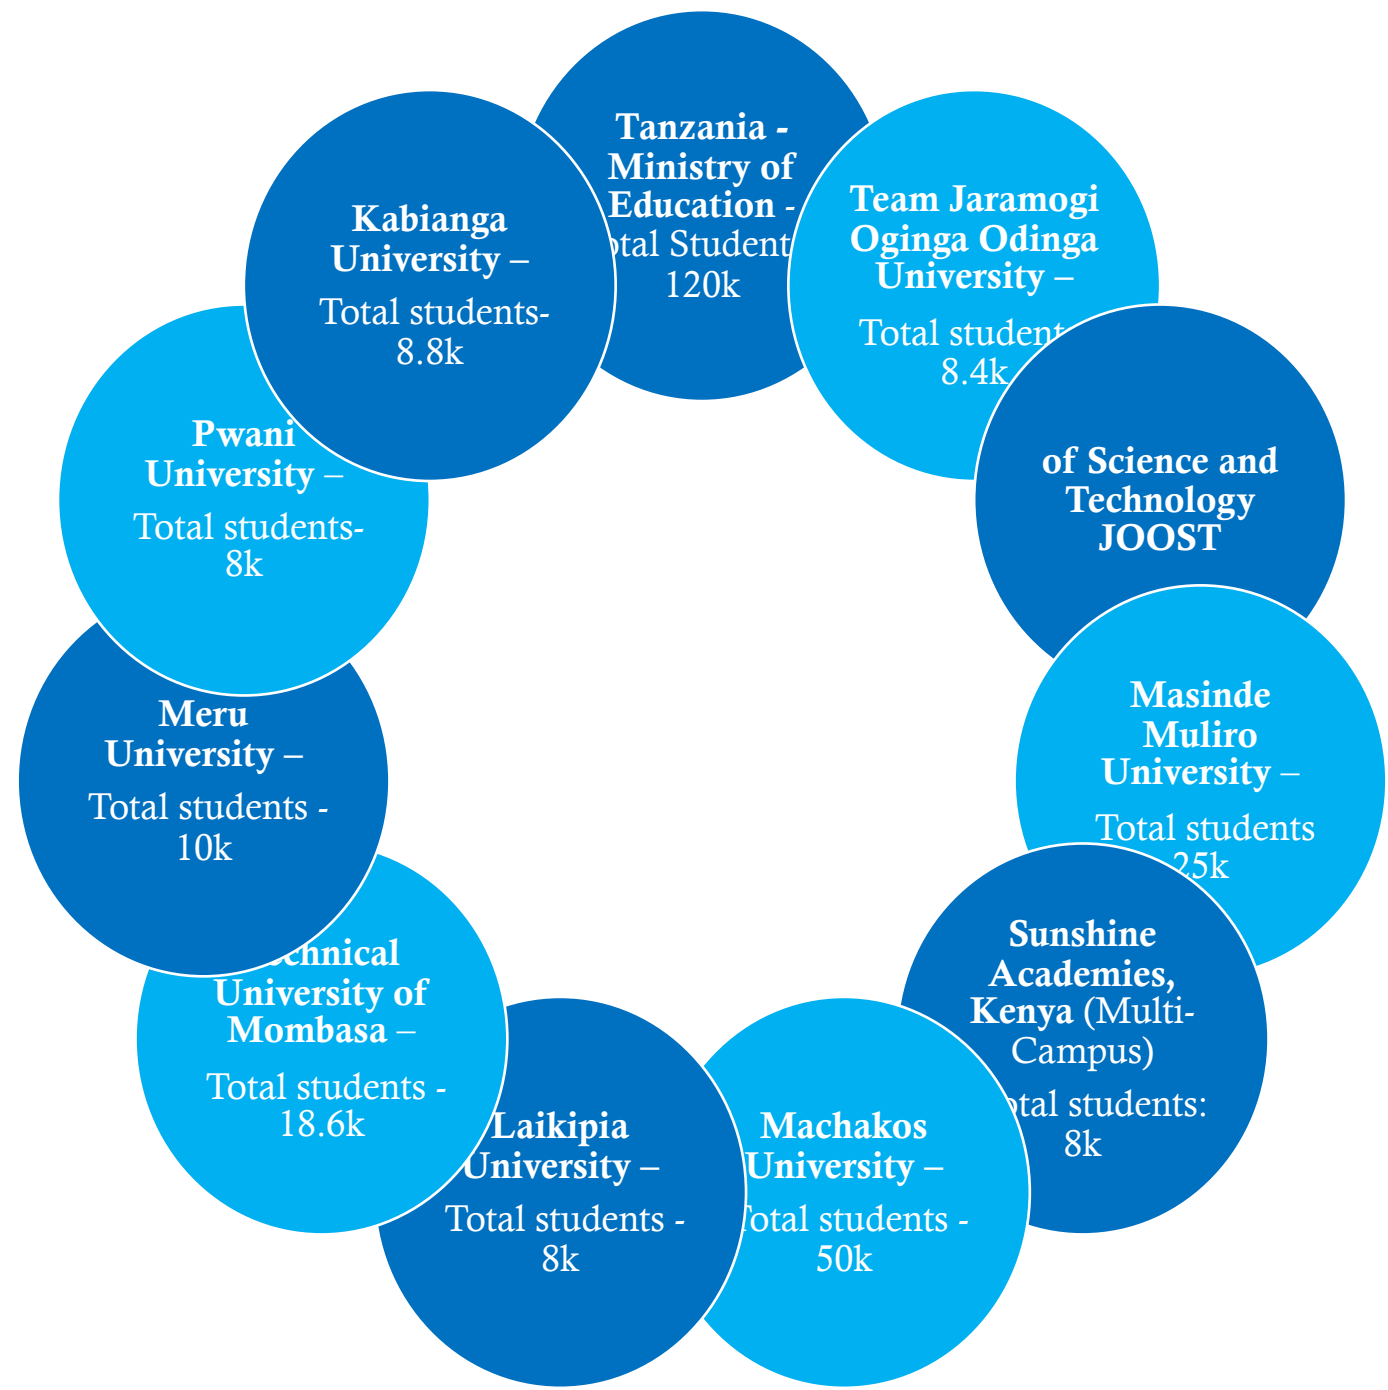 Tanzania -
Ministry of
Education -
otal Student
120k
Team Jaramogi
Oginga Odinga
University –
Total student
8.4k
of Science and
Technology
JOOST
Masinde
Muliro
University –
Total students
25k
Sunshine
Academies,
Kenya (Multi-
Campus)
otal students:
8k
Machakos
University –
Total students -
50k
Laikipia
University –
Total students -
8k
echnical
University of
Mombasa –
Total students -
18.6k
Meru
University –
Total students -
10k
Pwani
University –
Total students-
8k
Kabianga
University –
Total students-
8.8k